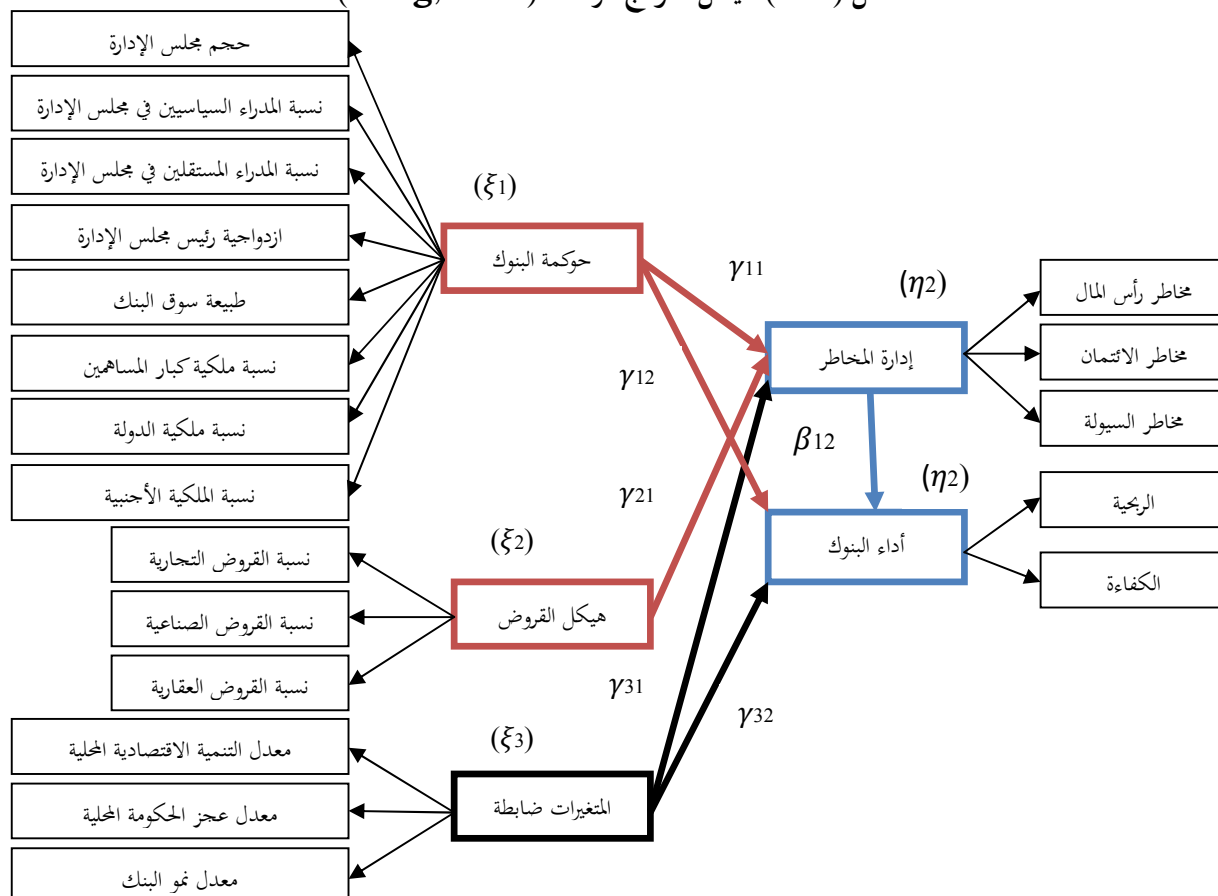 حجم مجلس الإدارة
نسبة المدراء السياسيين في مجلس الإدارة
نسبة المدراء المستقلين في مجلس الإدارة
ازدواجية رئيس مجلس الإدارة
طبيعة سوق البنك
نسبة ملكية كبار المساهمين
نسبة ملكية الدولة
نسبة الملكية الأجنبية
نسبة القروض التجارية
نسبة القروض الصناعية
نسبة القروض العقارية
معدل التنمية الاقتصادية المحلية
معدل عجز الحكومة المحلية
معدل نمو البنك
(ξ1)
حوكمة البنوك
(ξ2)
هيكل القروض
(ξ3)
المتغيرات ضابطة
γ11
γ12
γ21
γ31
γ32
(η2)
إدارة المخاطر
β12
(η2)
أداء البنوك
مخاطر رأس المال
مخاطر الائتمان
مخاطر السيولة
الربحية
الكفاءة